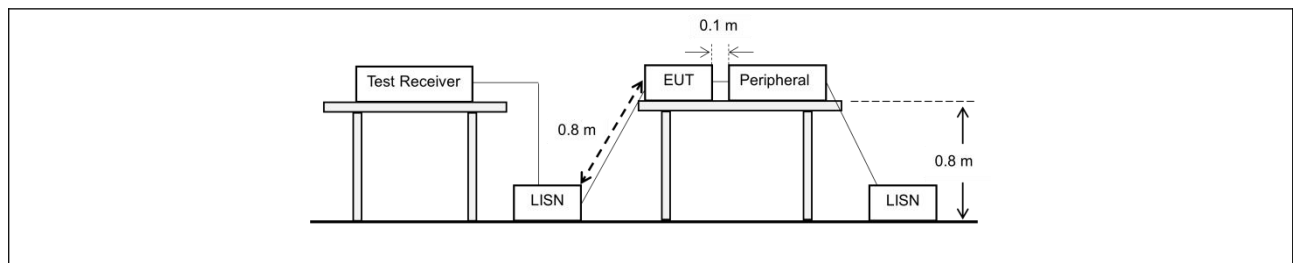 0.1 m
Test Receiver
EUT
Peripheral
0.8 m
0.8 m
LISN
LISN